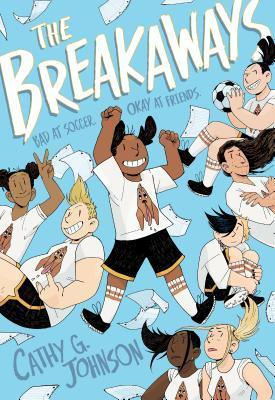 THE
BREAKAWAYS
BAD AT SOCCER. OKAY AT FRIENDS.
CATHY G.
JOHNSON